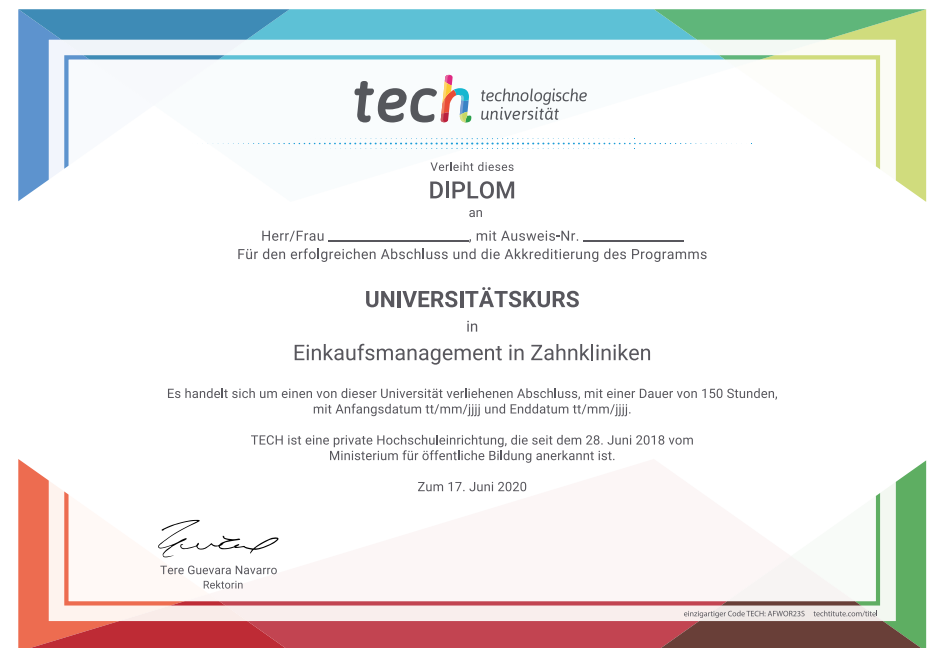 tech technologische
universität
Verleiht dieses
DIPLOM
an
Herr/Frau ____________, mit Ausweis-Nr. ____________
Für den erfolgreichen Abschluss und die Akkreditierung des Programms
UNIVERSITÄTSKURS
in
Einkaufsmanagement in Zahnkliniken
Es handelt sich um einen von dieser Universität verliehenen Abschluss, mit einer Dauer von 150 Stunden,
mit Anfangsdatum tt/mm/jjjj und Enddatum tt/mm/jjjj.
TECH ist eine private Hochschuleinrichtung, die seit dem 28. Juni 2018 vom
Ministerium für öffentliche Bildung anerkannt ist.
Zum 17. Juni 2020
Tere Guevara Navarro
Rektorin
einzigartiger Code TECH: AFWOR23S techtitute.com/titel